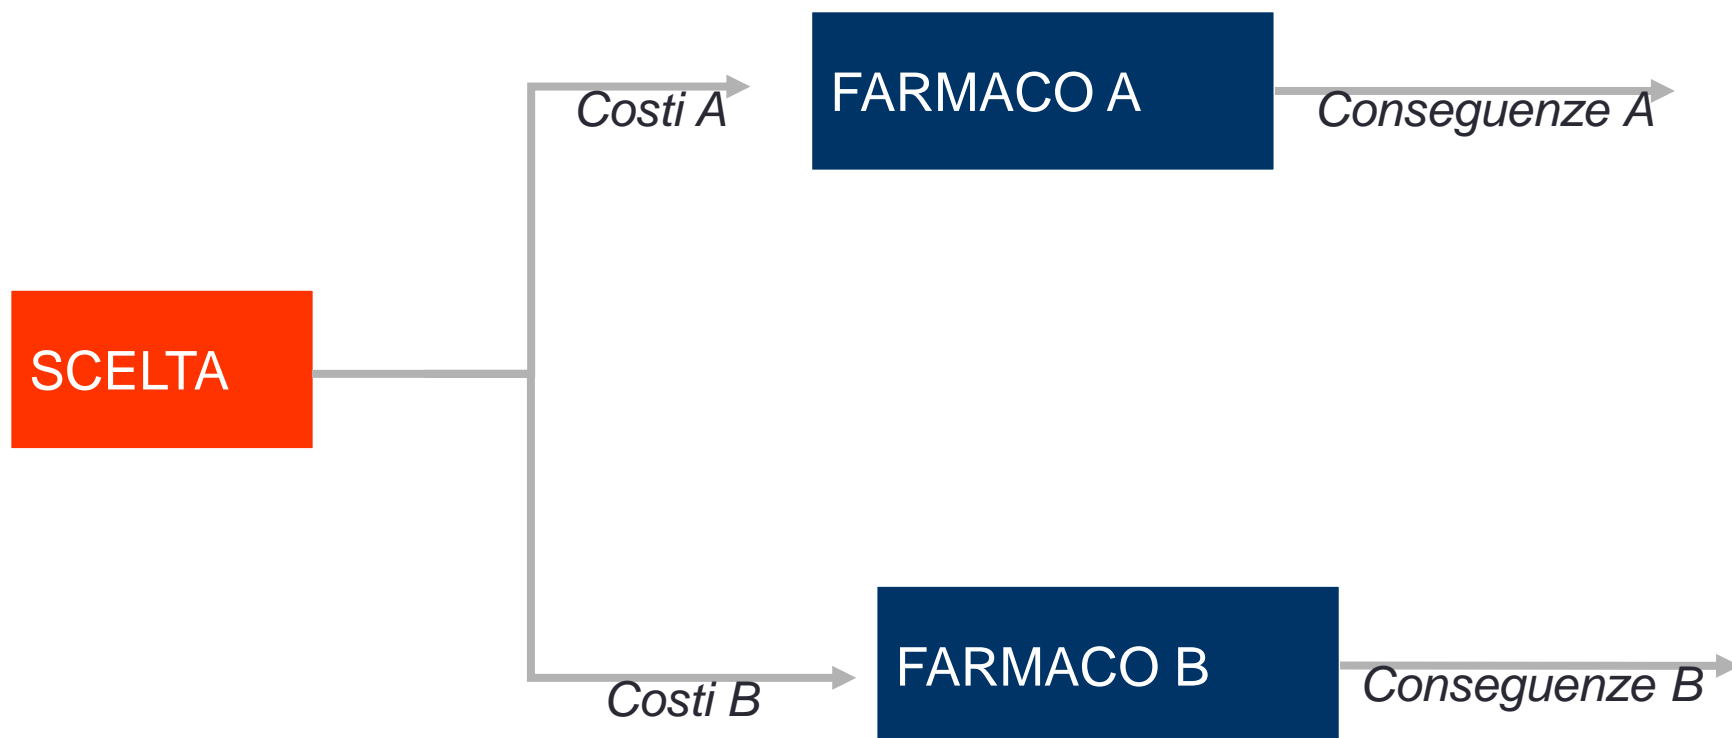 FARMACO A
Costi A
Conseguenze A
SCELTA
FARMACO B
Costi B
Conseguenze B